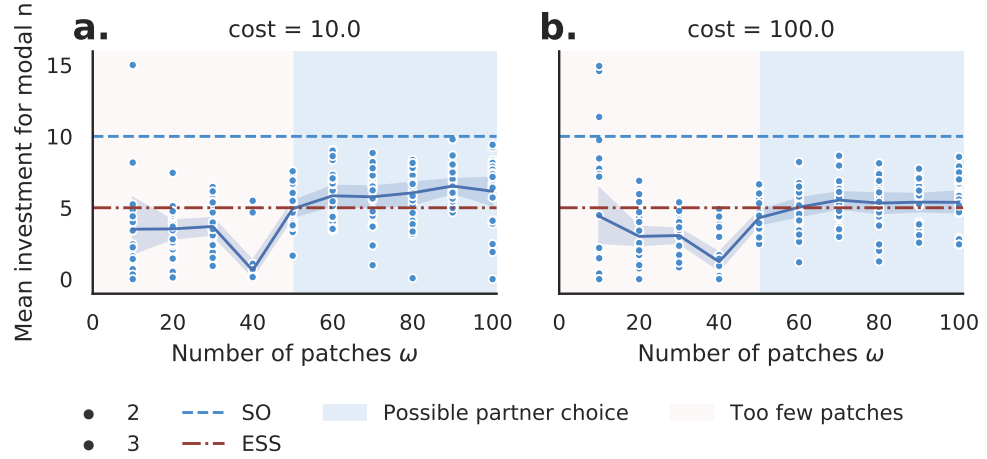 a.
cost = 10.0
b.
cost = 100.0
Mean investment for modal n
15
10
5
0
0 20 40 60 80 100
0 20 40 60 80 100
Number of patches ω
Number of patches ω
2 SO Possible partner choice Too few patches
3 ESS